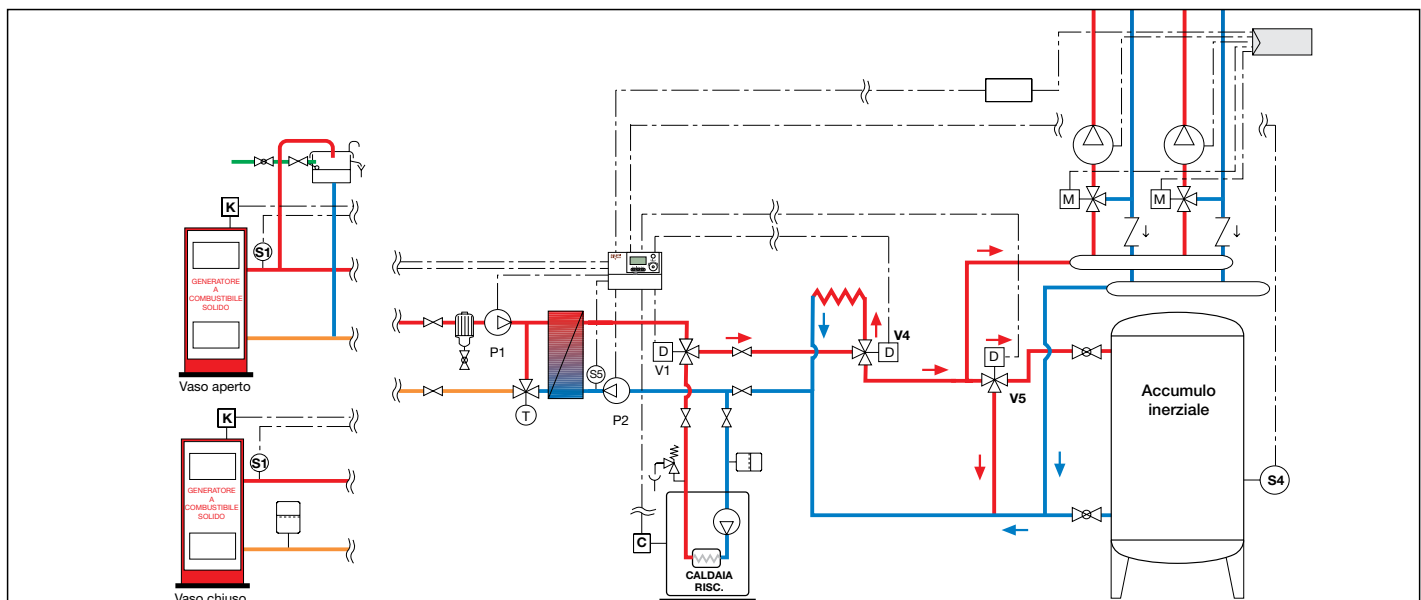 K
S1
GENERATORE
A
COMBUSTIBILE
SOLIDO
Vaso aperto
K
S1
GENERATORE
A
COMBUSTIBILE
SOLIDO
Vaso chiuso
P1
T
S5
P2
D
V1
V4
D
D
V5
M
M
C
CALDAIA
RISC.
Accumulo
inerziale
S4